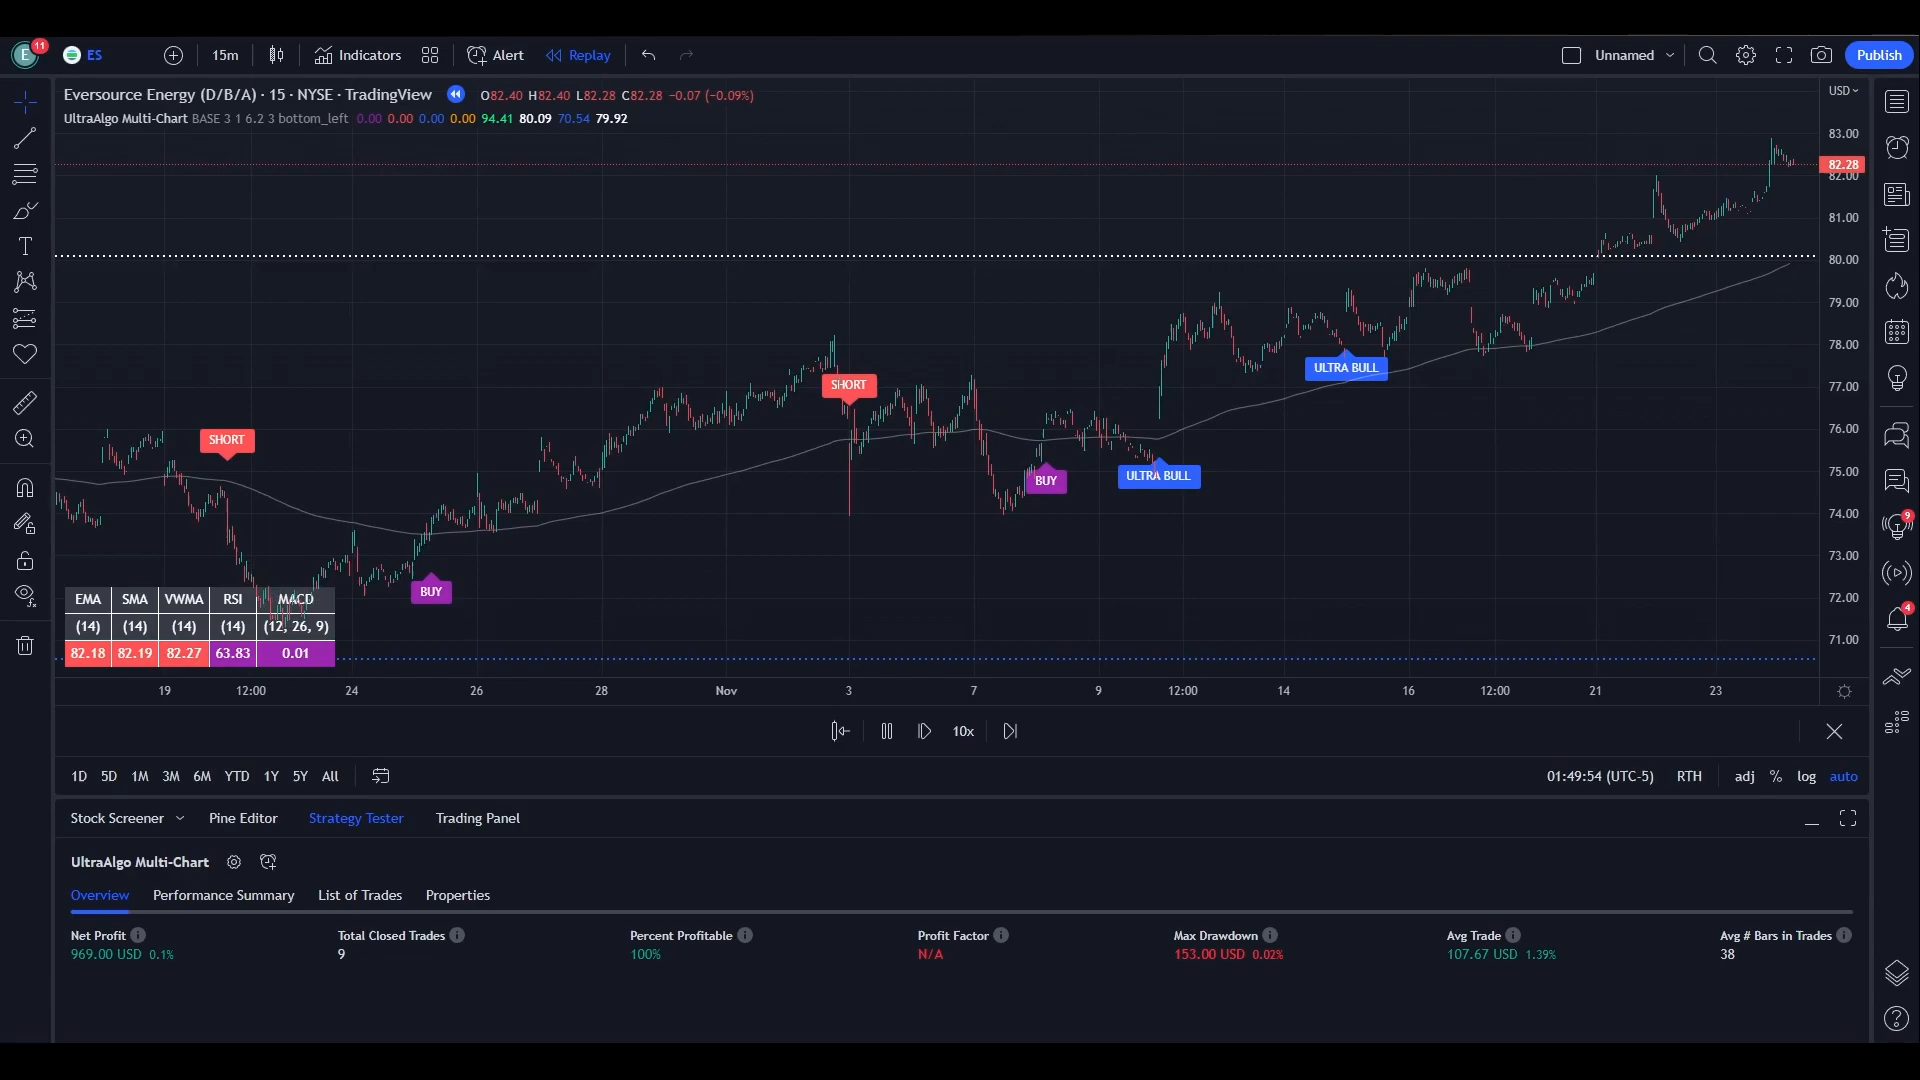 E 11 ES 15m Indicators Alert Replay Unnamed Publish
Eversource Energy (D/B/A) · 15 · NYSE · TradingView O82.40 H82.40 L82.28 C82.28 −0.07 (−0.09%)
UltraAlgo Multi-Chart BASE 3 1 6.2 3 bottom_left 0.00 0.00 0.00 0.00 94.41 80.09 70.54 79.92
USD
83.00
82.28
82.00
81.00
80.00
79.00
78.00
77.00
76.00
75.00
74.00
73.00
72.00
71.00
SHORT
SHORT
ULTRA BULL
BUY
ULTRA BULL
BUY
EMA SMA VWMA RSI MACD
(14) (14) (14) (14) (12, 26, 9)
82.18 82.19 82.27 63.83 0.01
19 12:00 24 26 28 Nov 3 7 9 12:00 14 16 12:00 21 23
10x
1D 5D 1M 3M 6M YTD 1Y 5Y All 01:49:54 (UTC-5) RTH adj % log auto
Stock Screener Pine Editor Strategy Tester Trading Panel
UltraAlgo Multi-Chart
Overview Performance Summary List of Trades Properties
Net Profit Total Closed Trades Percent Profitable Profit Factor Max Drawdown Avg Trade Avg # Bars in Trades
969.00 USD 0.1% 9 100% N/A 153.00 USD 0.02% 107.67 USD 1.39% 38
9
4